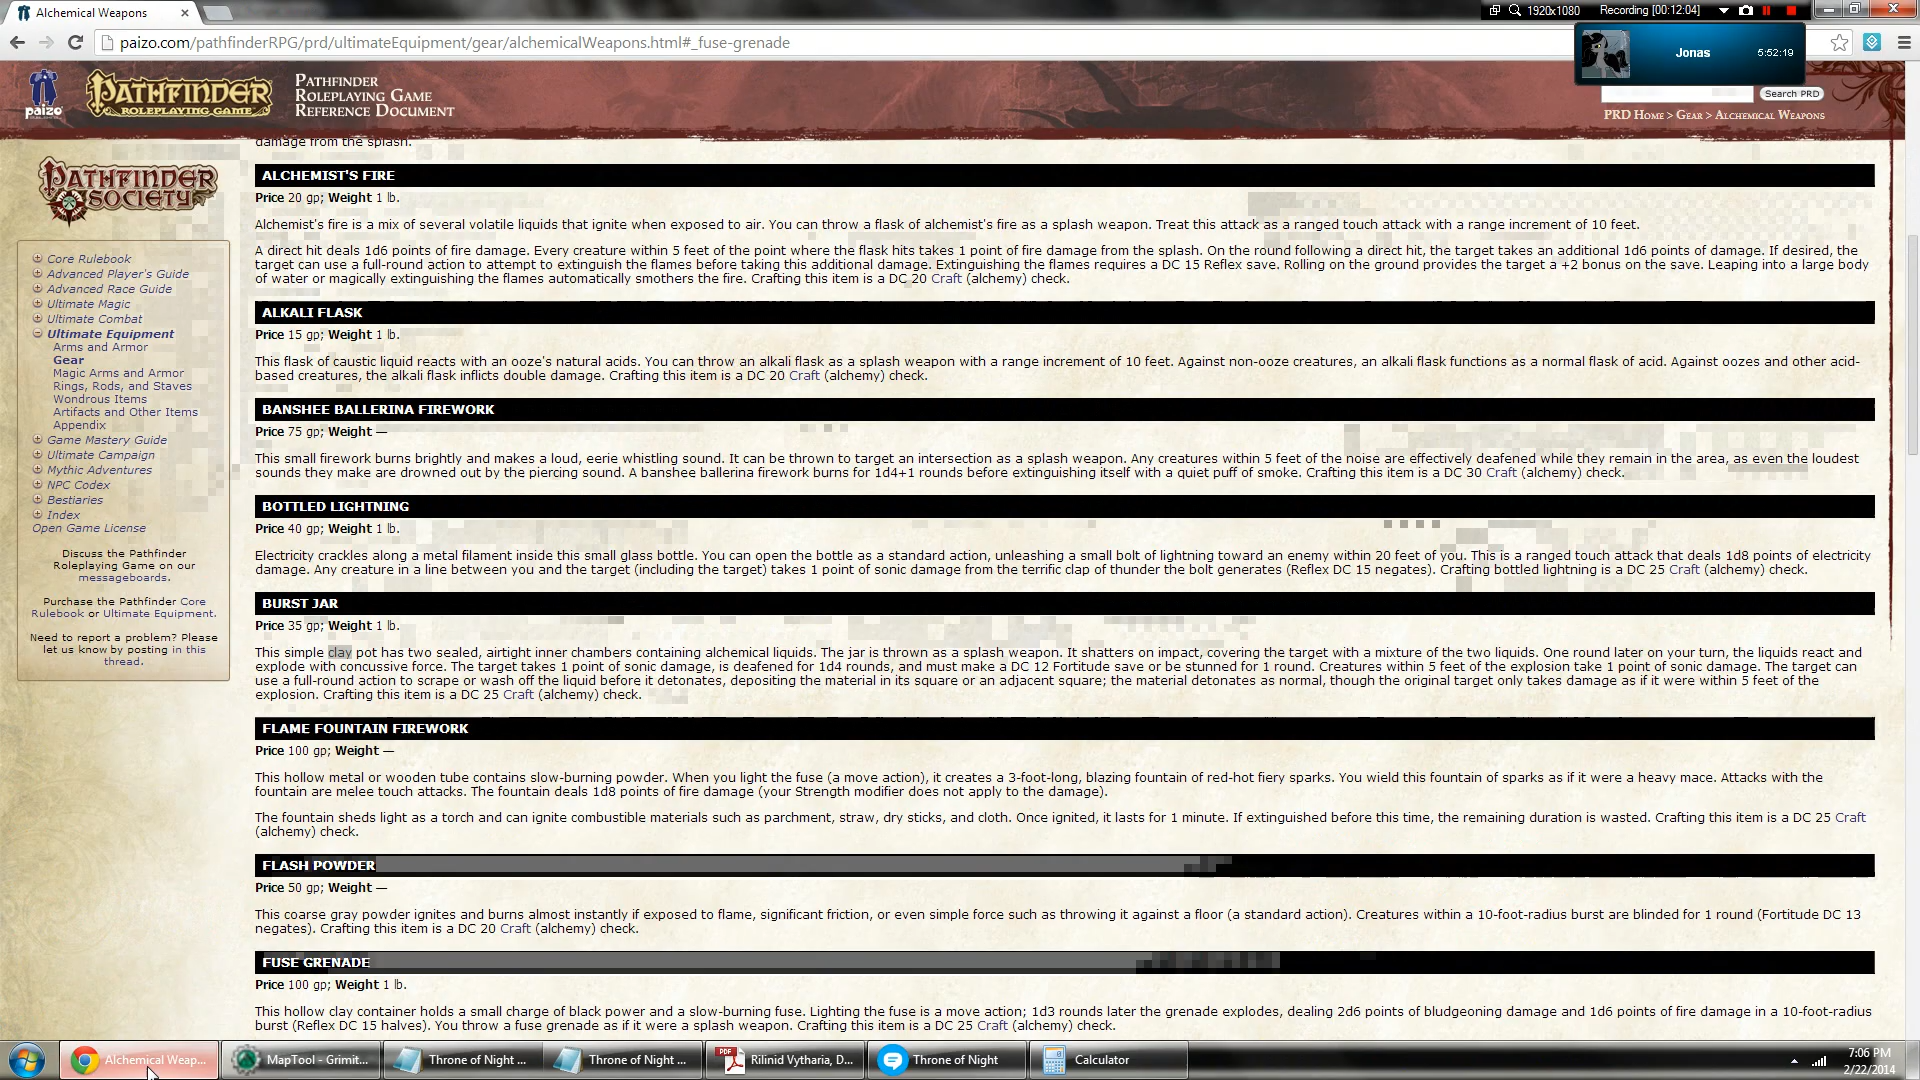 Alchemical Weapons
1920x1080
Recording [00:12:04]
paizo.com/pathfinderRPG/prd/ultimateEquipment/gear/alchemicalWeapons.html#_fuse-grenade
Jonas
5:52:19
paizo
PATHFINDER
ROLEPLAYING GAME
PATHFINDER
ROLEPLAYING GAME
REFERENCE DOCUMENT
Search PRD
PRD HOME > GEAR > ALCHEMICAL WEAPONS
PATHFINDER
SOCIETY
Core Rulebook
Advanced Player's Guide
Advanced Race Guide
Ultimate Magic
Ultimate Combat
Ultimate Equipment
Arms and Armor
Gear
Magic Arms and Armor
Rings, Rods, and Staves
Wondrous Items
Artifacts and Other Items
Appendix
Game Mastery Guide
Ultimate Campaign
Mythic Adventures
NPC Codex
Bestiaries
Index
Open Game License
Discuss the Pathfinder
Roleplaying Game on our
messageboards.
Purchase the Pathfinder Core
Rulebook or Ultimate Equipment.
Need to report a problem? Please
let us know by posting in this
thread.
damage from the splash.
ALCHEMIST'S FIRE
Price 20 gp; Weight 1 lb.
Alchemist's fire is a mix of several volatile liquids that ignite when exposed to air. You can throw a flask of alchemist's fire as a splash weapon. Treat this attack as a ranged touch attack with a range increment of 10 feet.
A direct hit deals 1d6 points of fire damage. Every creature within 5 feet of the point where the flask hits takes 1 point of fire damage from the splash. On the round following a direct hit, the target takes an additional 1d6 points of damage. If desired, the
target can use a full-round action to attempt to extinguish the flames before taking this additional damage. Extinguishing the flames requires a DC 15 Reflex save. Rolling on the ground provides the target a +2 bonus on the save. Leaping into a large body
of water or magically extinguishing the flames automatically smothers the fire. Crafting this item is a DC 20 Craft (alchemy) check.
ALKALI FLASK
Price 15 gp; Weight 1 lb.
This flask of caustic liquid reacts with an ooze's natural acids. You can throw an alkali flask as a splash weapon with a range increment of 10 feet. Against non-ooze creatures, an alkali flask functions as a normal flask of acid. Against oozes and other acid-
based creatures, the alkali flask inflicts double damage. Crafting this item is a DC 20 Craft (alchemy) check.
BANSHEE BALLERINA FIREWORK
Price 75 gp; Weight —
This small firework burns brightly and makes a loud, eerie whistling sound. It can be thrown to target an intersection as a splash weapon. Any creatures within 5 feet of the noise are effectively deafened while they remain in the area, as even the loudest
sounds they make are drowned out by the piercing sound. A banshee ballerina firework burns for 1d4+1 rounds before extinguishing itself with a quiet puff of smoke. Crafting this item is a DC 30 Craft (alchemy) check.
BOTTLED LIGHTNING
Price 40 gp; Weight 1 lb.
Electricity crackles along a metal filament inside this small glass bottle. You can open the bottle as a standard action, unleashing a small bolt of lightning toward an enemy within 20 feet of you. This is a ranged touch attack that deals 1d8 points of electricity
damage. Any creature in a line between you and the target (including the target) takes 1 point of sonic damage from the terrific clap of thunder the bolt generates (Reflex DC 15 negates). Crafting bottled lightning is a DC 25 Craft (alchemy) check.
BURST JAR
Price 35 gp; Weight 1 lb.
This simple clay pot has two sealed, airtight inner chambers containing alchemical liquids. The jar is thrown as a splash weapon. It shatters on impact, covering the target with a mixture of the two liquids. One round later on your turn, the liquids react and
explode with concussive force. The target takes 1 point of sonic damage, is deafened for 1d4 rounds, and must make a DC 12 Fortitude save or be stunned for 1 round. Creatures within 5 feet of the explosion take 1 point of sonic damage. The target can
use a full-round action to scrape or wash off the liquid before it detonates, depositing the material in its square or an adjacent square; the material detonates as normal, though the original target only takes damage as if it were within 5 feet of the
explosion. Crafting this item is a DC 25 Craft (alchemy) check.
FLAME FOUNTAIN FIREWORK
Price 100 gp; Weight —
This hollow metal or wooden tube contains slow-burning powder. When you light the fuse (a move action), it creates a 3-foot-long, blazing fountain of red-hot fiery sparks. You wield this fountain of sparks as if it were a heavy mace. Attacks with the
fountain are melee touch attacks. The fountain deals 1d8 points of fire damage (your Strength modifier does not apply to the damage).
The fountain sheds light as a torch and can ignite combustible materials such as parchment, straw, dry sticks, and cloth. Once ignited, it lasts for 1 minute. If extinguished before this time, the remaining duration is wasted. Crafting this item is a DC 25 Craft
(alchemy) check.
FLASH POWDER
Price 50 gp; Weight —
This coarse gray powder ignites and burns almost instantly if exposed to flame, significant friction, or even simple force such as throwing it against a floor (a standard action). Creatures within a 10-foot-radius burst are blinded for 1 round (Fortitude DC 13
negates). Crafting this item is a DC 20 Craft (alchemy) check.
FUSE GRENADE
Price 100 gp; Weight 1 lb.
This hollow clay container holds a small charge of black power and a slow-burning fuse. Lighting the fuse is a move action; 1d3 rounds later the grenade explodes, dealing 2d6 points of bludgeoning damage and 1d6 points of fire damage in a 10-foot-radius
burst (Reflex DC 15 halves). You throw a fuse grenade as if it were a splash weapon. Crafting this item is a DC 25 Craft (alchemy) check.
Alchemical Weap...
MapTool - Grimit...
Throne of Night ...
Throne of Night ...
PDF
Rilinid Vytharia, D...
Throne of Night
Calculator
7:06 PM
2/22/2014